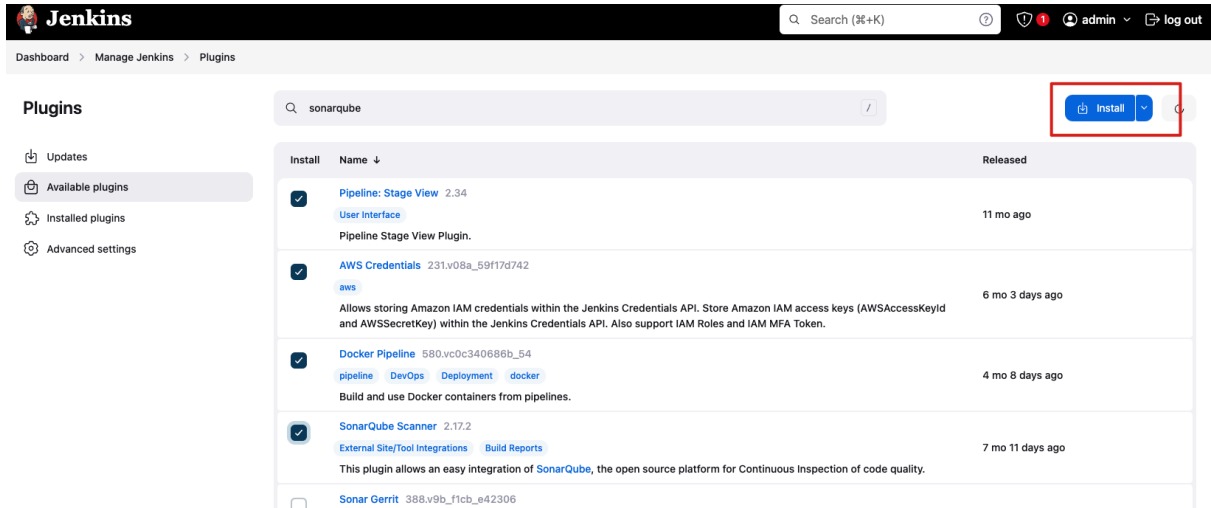 Jenkins
Search (⌘+K)
?
1
admin
log out
Dashboard > Manage Jenkins > Plugins
Plugins
sonarqube
/
Install
Updates
Available plugins
Installed plugins
Advanced settings
Install Name ↓ Released
Pipeline: Stage View 2.34
User Interface
11 mo ago
Pipeline Stage View Plugin.
AWS Credentials 231.v08a_59f17d742
aws
6 mo 3 days ago
Allows storing Amazon IAM credentials within the Jenkins Credentials API. Store Amazon IAM access keys (AWSAccessKeyId
and AWSSecretKey) within the Jenkins Credentials API. Also support IAM Roles and IAM MFA Token.
Docker Pipeline 580.vc0c340686b_54
pipeline DevOps Deployment docker
4 mo 8 days ago
Build and use Docker containers from pipelines.
SonarQube Scanner 2.17.2
External Site/Tool Integrations Build Reports
7 mo 11 days ago
This plugin allows an easy integration of SonarQube, the open source platform for Continuous Inspection of code quality.
Sonar Gerrit 388.v9b_f1cb_e42306